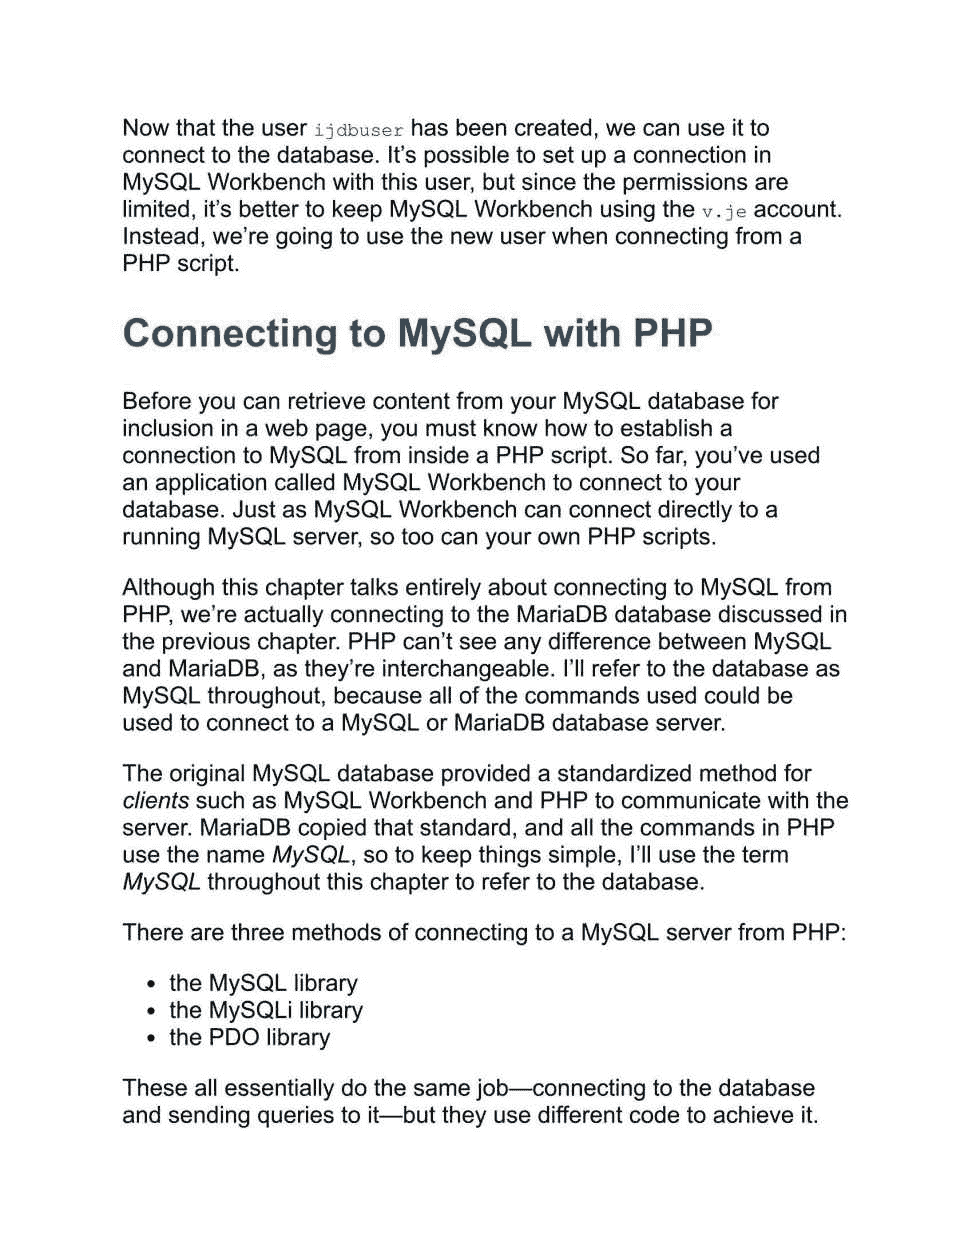 Now that the user ijdbuser has been created, we can use it to
connect to the database. It’s possible to set up a connection in
MySQL Workbench with this user, but since the permissions are
limited, it’s better to keep MySQL Workbench using the v.je account.
Instead, we’re going to use the new user when connecting from a
PHP script.
Connecting to MySQL with PHP
Before you can retrieve content from your MySQL database for
inclusion in a web page, you must know how to establish a
connection to MySQL from inside a PHP script. So far, you’ve used
an application called MySQL Workbench to connect to your
database. Just as MySQL Workbench can connect directly to a
running MySQL server, so too can your own PHP scripts.
Although this chapter talks entirely about connecting to MySQL from
PHP, we’re actually connecting to the MariaDB database discussed in
the previous chapter. PHP can’t see any difference between MySQL
and MariaDB, as they’re interchangeable. I’ll refer to the database as
MySQL throughout, because all of the commands used could be
used to connect to a MySQL or MariaDB database server.
The original MySQL database provided a standardized method for
clients such as MySQL Workbench and PHP to communicate with the
server. MariaDB copied that standard, and all the commands in PHP
use the name MySQL, so to keep things simple, I’ll use the term
MySQL throughout this chapter to refer to the database.
There are three methods of connecting to a MySQL server from PHP:
• the MySQL library
• the MySQLi library
• the PDO library
These all essentially do the same job—connecting to the database
and sending queries to it—but they use different code to achieve it.